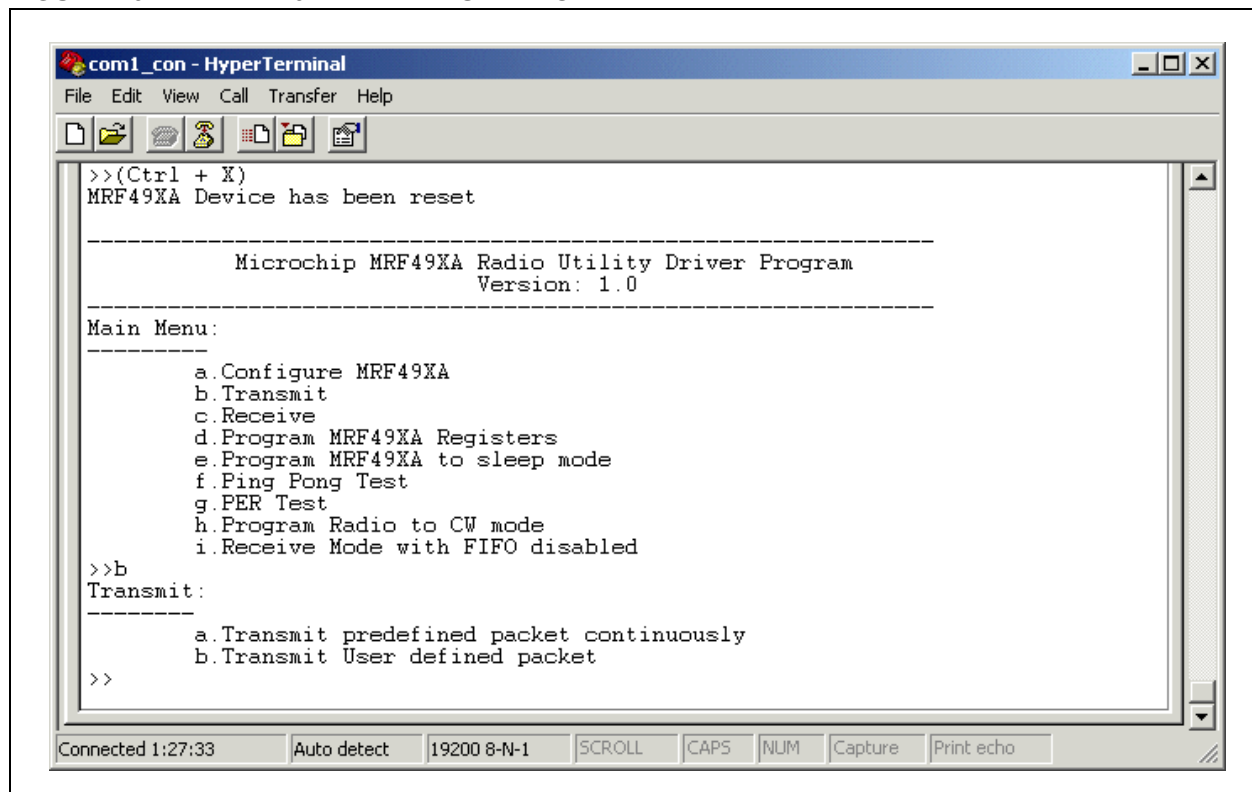 com1_con - HyperTerminal
File Edit View Call Transfer Help
>>(Ctrl + X)
MRF49XA Device has been reset
---------------------------------------------------------------
Microchip MRF49XA Radio Utility Driver Program
Version: 1.0
---------------------------------------------------------------
Main Menu:
---------
a.Configure MRF49XA
b.Transmit
c.Receive
d.Program MRF49XA Registers
e.Program MRF49XA to sleep mode
f.Ping Pong Test
g.PER Test
h.Program Radio to CW mode
i.Receive Mode with FIFO disabled
>>b
Transmit:
--------
a.Transmit predefined packet continuously
b.Transmit User defined packet
>>
Connected 1:27:33 Auto detect 19200 8-N-1 SCROLL CAPS NUM Capture Print echo